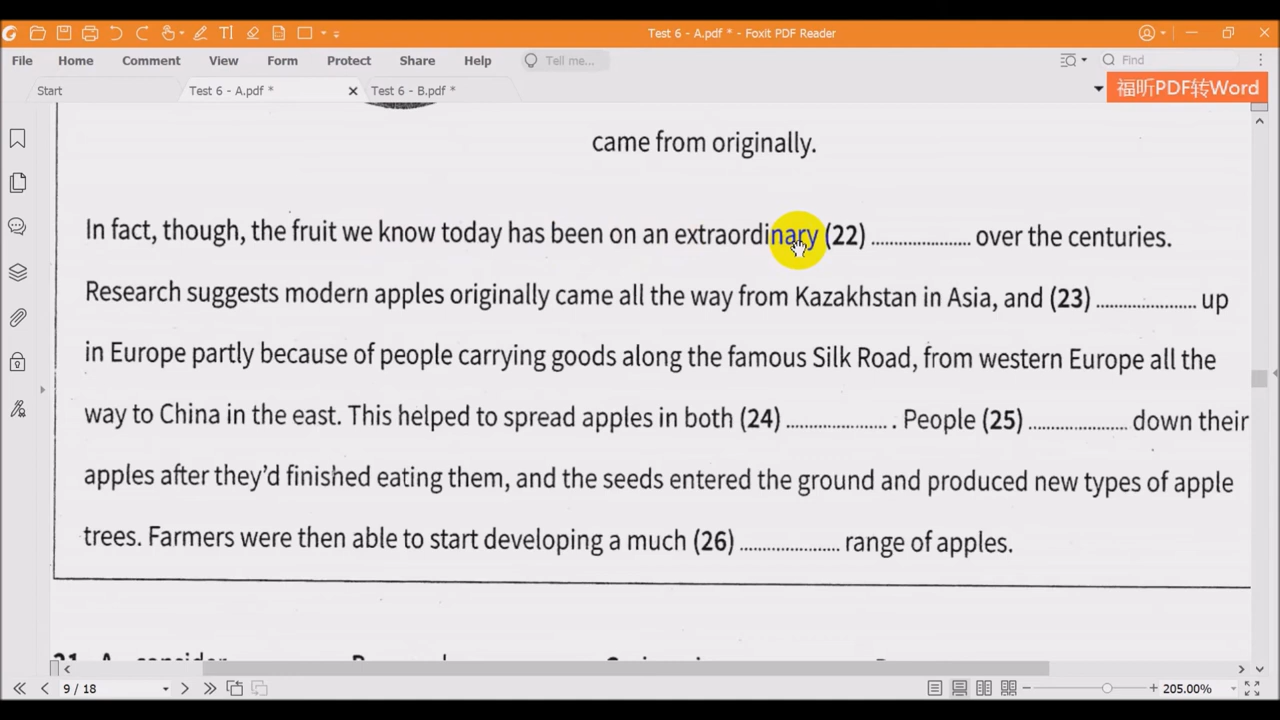 Test 6 - A.pdf * - Foxit PDF Reader
File Home Comment View Form Protect Share Help Tell me... Find
Start Test 6 - A.pdf * Test 6 - B.pdf * 福昕PDF转Word
came from originally.
In fact, though, the fruit we know today has been on an extraordinary (22) ...................... over the centuries.
Research suggests modern apples originally came all the way from Kazakhstan in Asia, and (23) ...................... up
in Europe partly because of people carrying goods along the famous Silk Road, from western Europe all the
way to China in the east. This helped to spread apples in both (24) ...................... . People (25) ...................... down their
apples after they'd finished eating them, and the seeds entered the ground and produced new types of apple
trees. Farmers were then able to start developing a much (26) ...................... range of apples.
9 / 18 205.00%